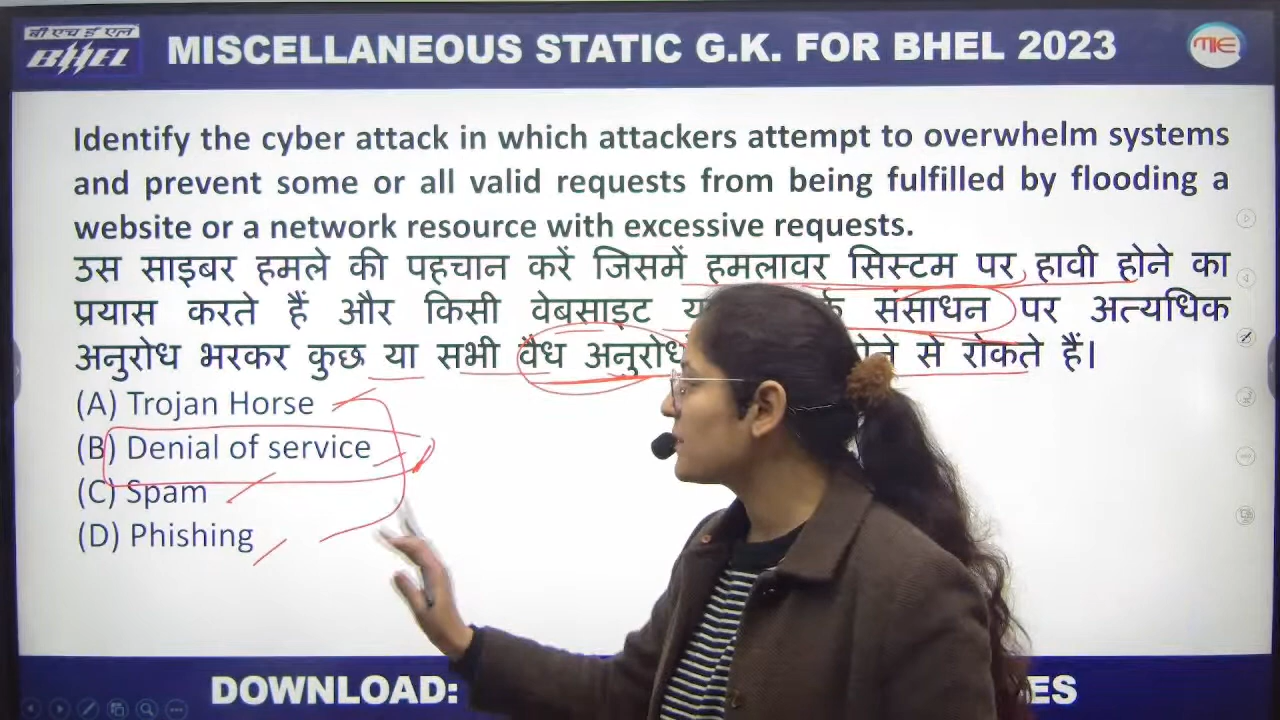 बी एच ई एल
BHEL
MISCELLANEOUS STATIC G.K. FOR BHEL 2023
MIE
Identify the cyber attack in which attackers attempt to overwhelm systems
and prevent some or all valid requests from being fulfilled by flooding a
website or a network resource with excessive requests.
उस साइबर हमले की पहचान करें जिसमें हमलावर सिस्टम पर हावी होने का
प्रयास करते हैं और किसी वेबसाइट संसाधन पर अत्यधिक
अनुरोध भरकर कुछ या सभी वैध अनुरोध से रोकते हैं।
(A) Trojan Horse
(B) Denial of service
(C) Spam
(D) Phishing
DOWNLOAD: